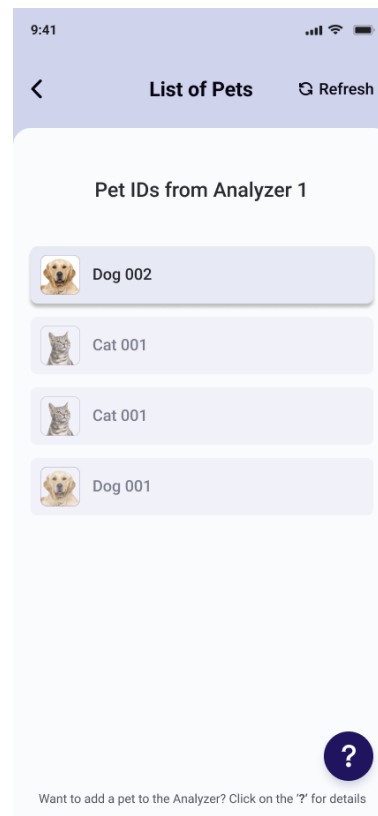 9:41
List of Pets
Refresh
Pet IDs from Analyzer 1
Dog 002
Cat 001
Cat 001
Dog 001
?
Want to add a pet to the Analyzer? Click on the ‘?’ for details